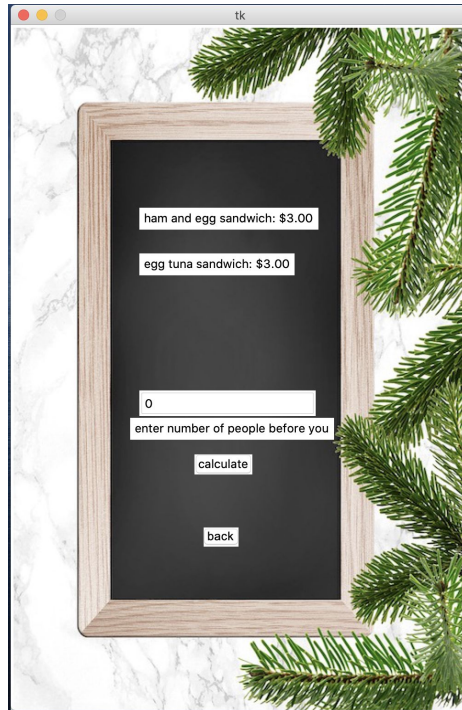 tk
ham and egg sandwich: $3.00
egg tuna sandwich: $3.00
0
enter number of people before you
calculate
back